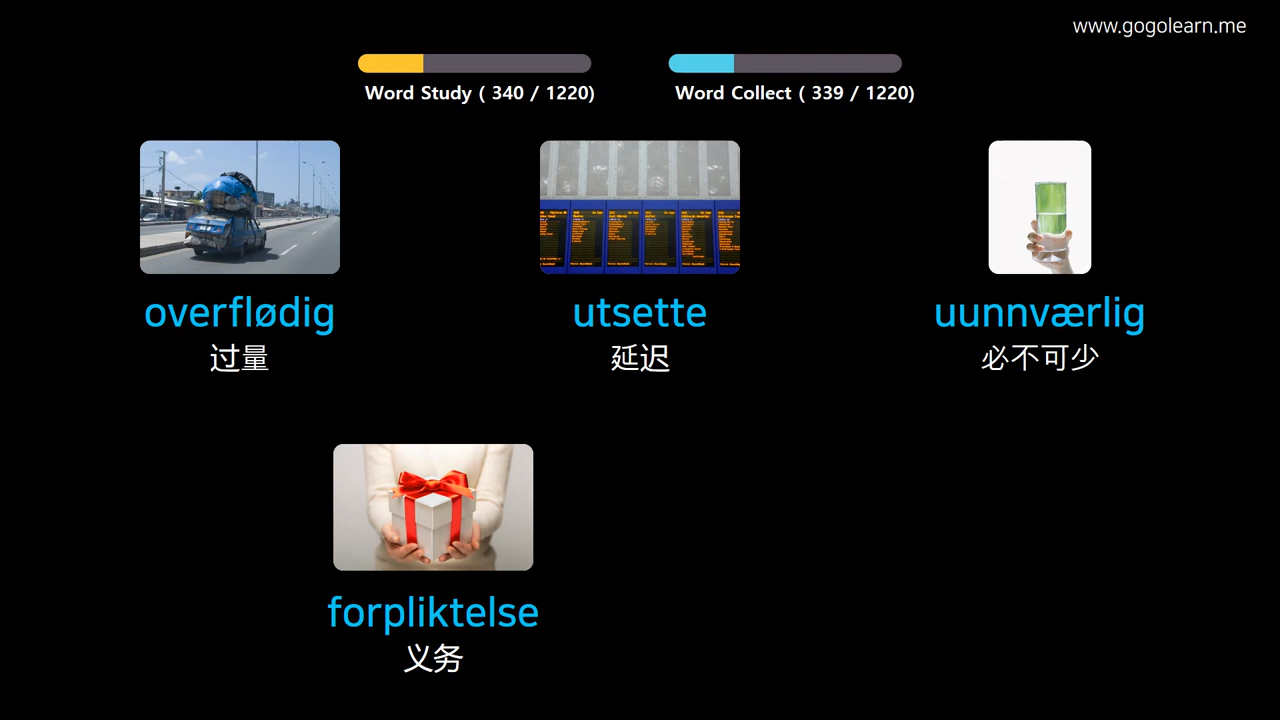 www.gogolearn.me
Word Study ( 340 / 1220)
Word Collect ( 339 / 1220)
overflødig
过量
utsette
延迟
uunnværlig
必不可少
forpliktelse
义务